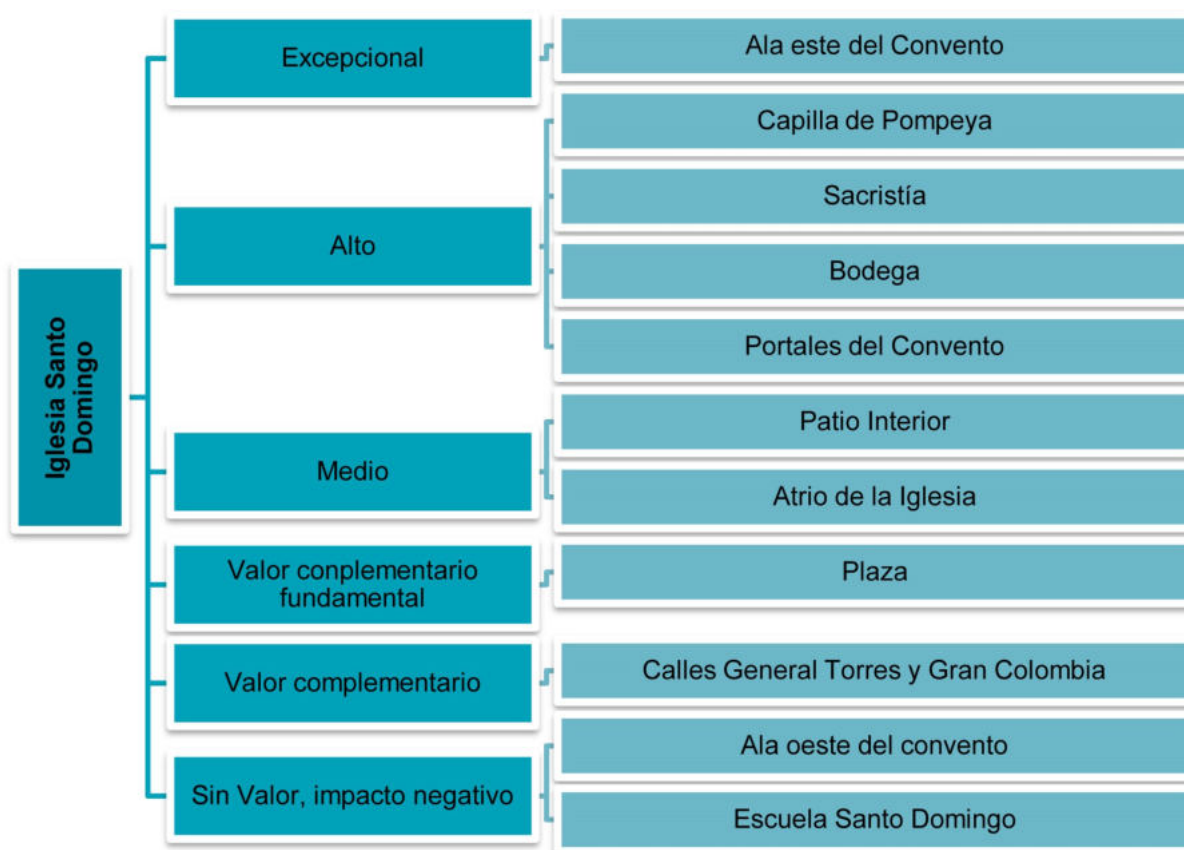 Iglesia Santo
Domingo
Excepcional
Ala este del Convento
Alto
Capilla de Pompeya
Sacristía
Bodega
Portales del Convento
Medio
Patio Interior
Atrio de la Iglesia
Valor conplementario
fundamental
Plaza
Valor complementario
Calles General Torres y Gran Colombia
Sin Valor, impacto negativo
Ala oeste del convento
Escuela Santo Domingo